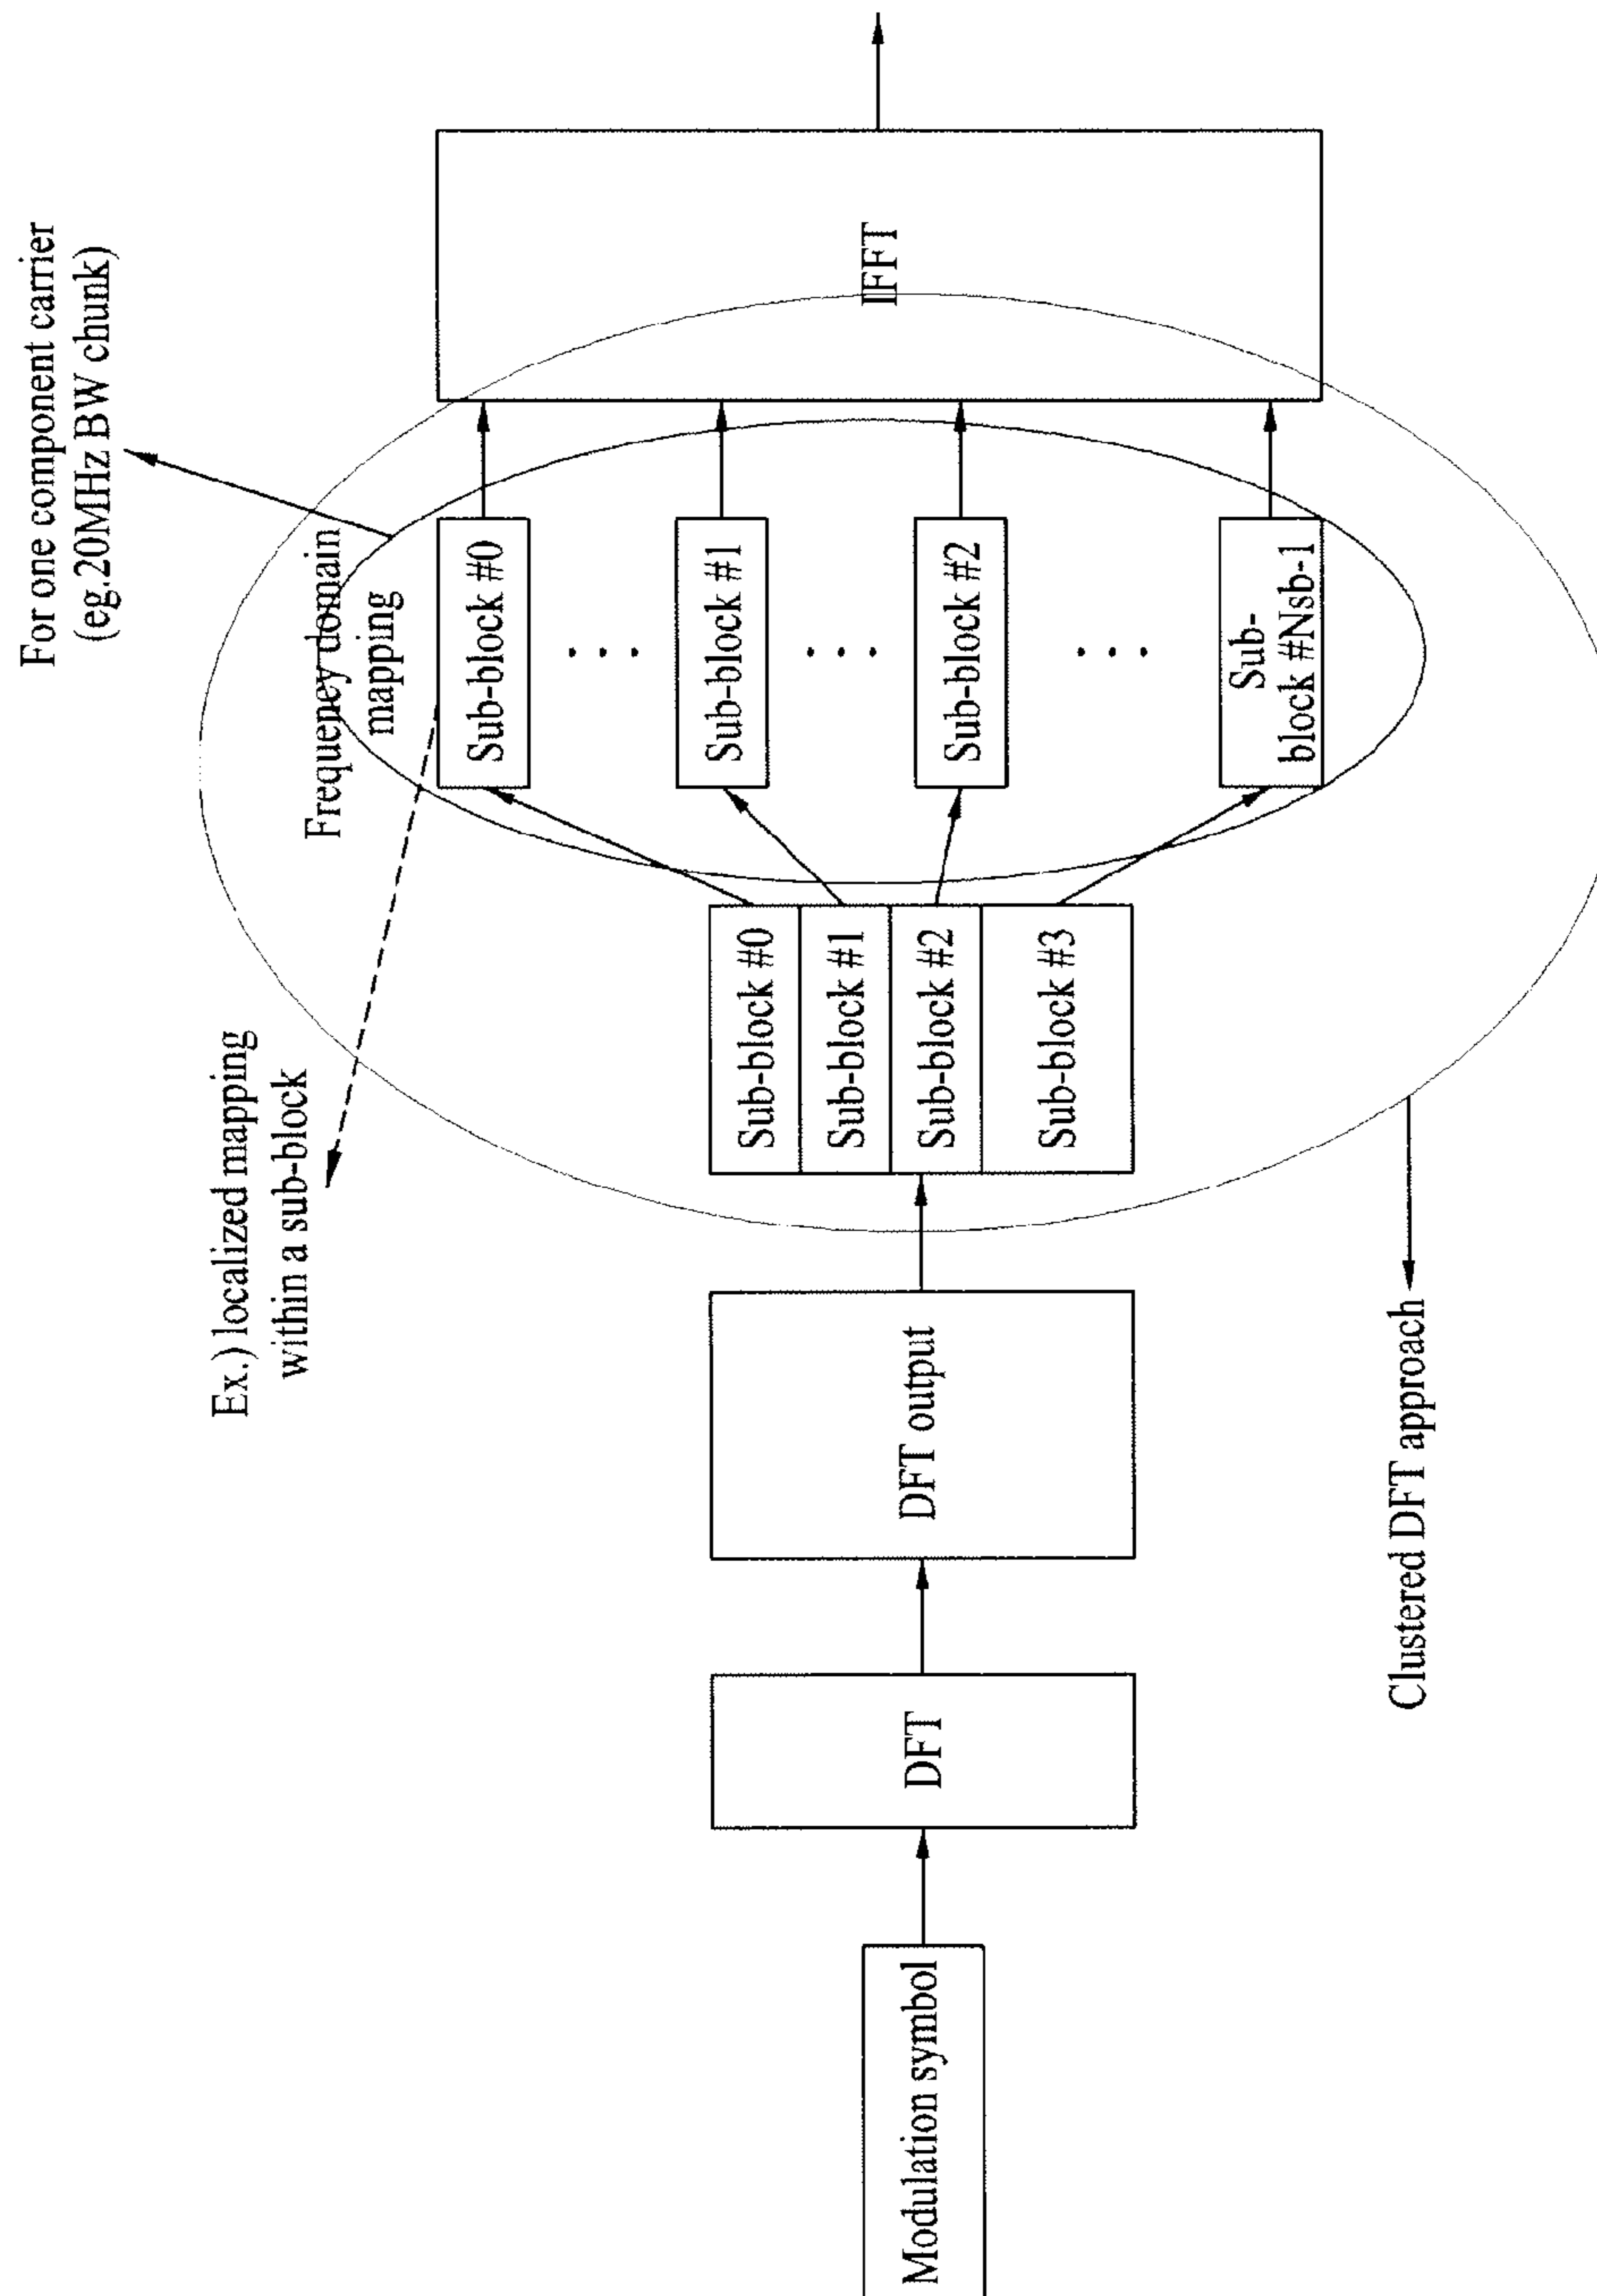 For one component carrier
(eg.20MHz BW chunk)
Ex.) localized mapping
within a sub-block
Frequency domain
mapping
Modulation symbol
DFT
DFT output
Sub-block #0
Sub-block #1
Sub-block #2
Sub-block #3
Sub-block #0
Sub-block #1
Sub-block #2
Sub-
block #Nsb-1
IFFT
Clustered DFT approach